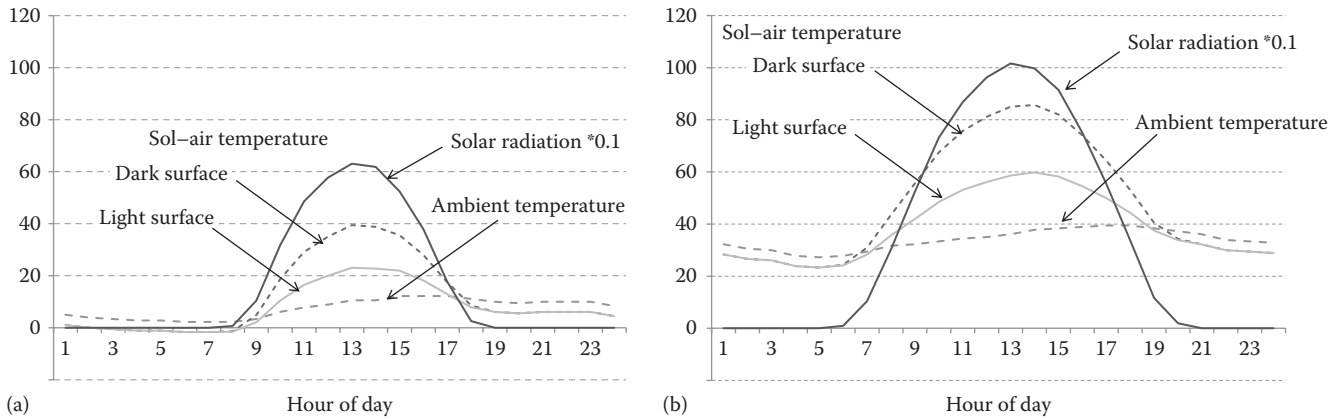 120
100
80
60
40
20
0
Sol–air temperature
Dark surface
Light surface
Solar radiation *0.1
Ambient temperature
1 3 5 7 9 11 13 15 17 19 21 23
(a)
Hour of day
120
100
80
60
40
20
0
Sol–air temperature
Dark surface
Light surface
Solar radiation *0.1
Ambient temperature
1 3 5 7 9 11 13 15 17 19 21 23
(b)
Hour of day